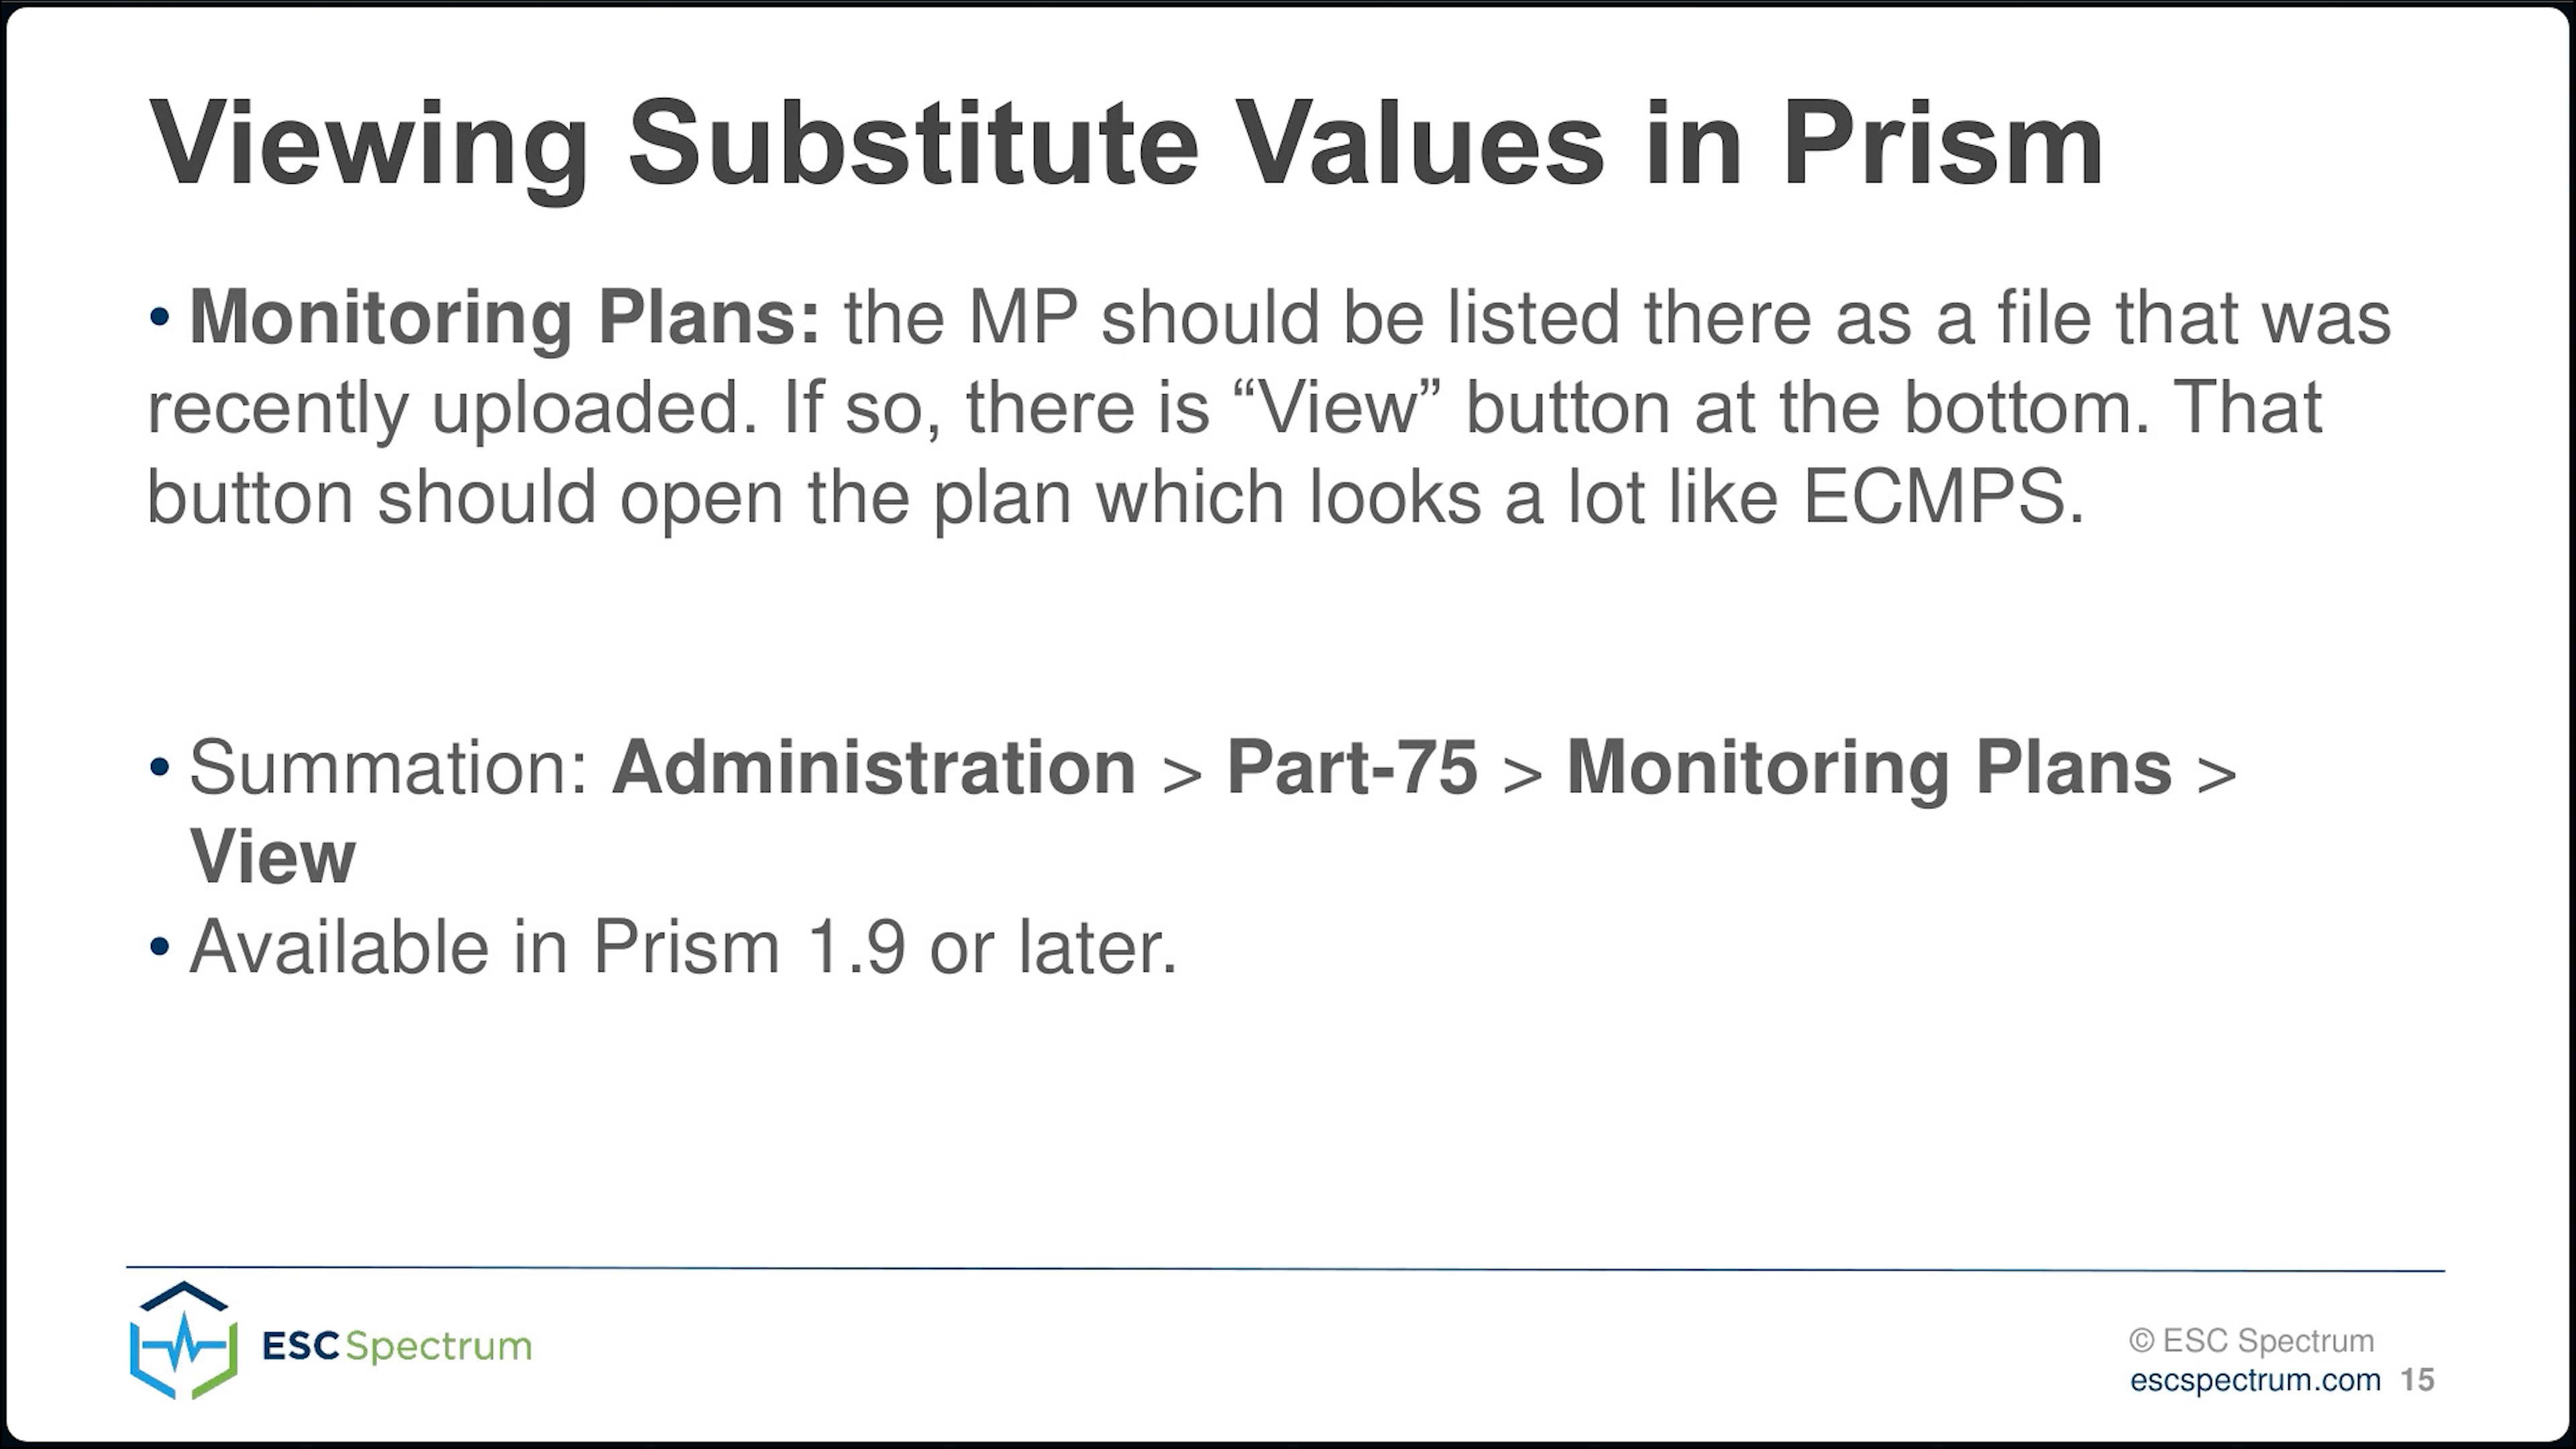 Viewing Substitute Values in Prism
• Monitoring Plans: the MP should be listed there as a file that was
recently uploaded. If so, there is “View” button at the bottom. That
button should open the plan which looks a lot like ECMPS.
• Summation: Administration > Part-75 > Monitoring Plans >
View
• Available in Prism 1.9 or later.
ESC Spectrum
© ESC Spectrum
escspectrum.com 15